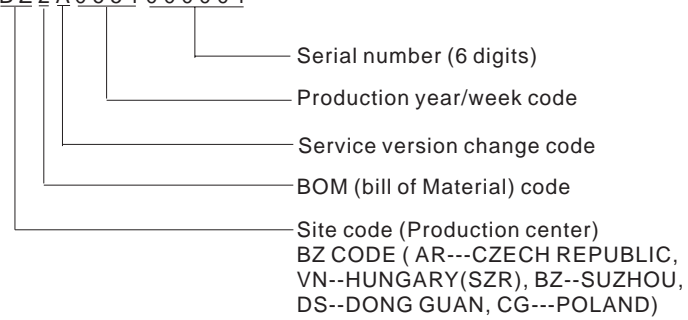 Serial number (6 digits)
Production year/week code
Service version change code
BOM (bill of Material) code
Site code (Production center)
BZ CODE ( AR---CZECH REPUBLIC,
VN--HUNGARY(SZR), BZ--SUZHOU,
DS--DONG GUAN, CG---POLAND)